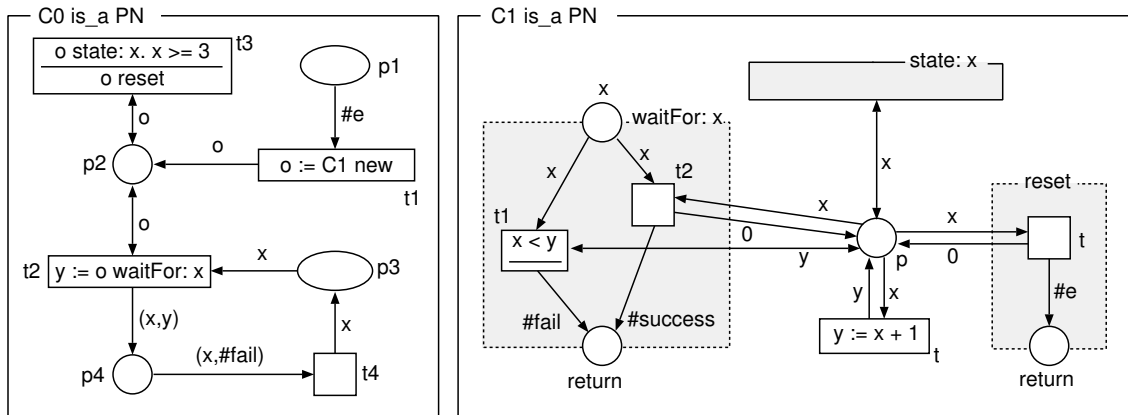 C0 is_a PN
o state: x. x >= 3
o reset
t3
p1
#e
o
p2
o
o := C1 new
t1
o
t2
y := o waitFor: x
x
p3
(x,y)
x
p4
(x,#fail)
t4
C1 is_a PN
state: x
x
waitFor: x
x
x
t2
x
t1
x < y
x
0
y
p
x
0
reset
t
#e
y
x
y := x + 1
t
#fail
#success
return
return